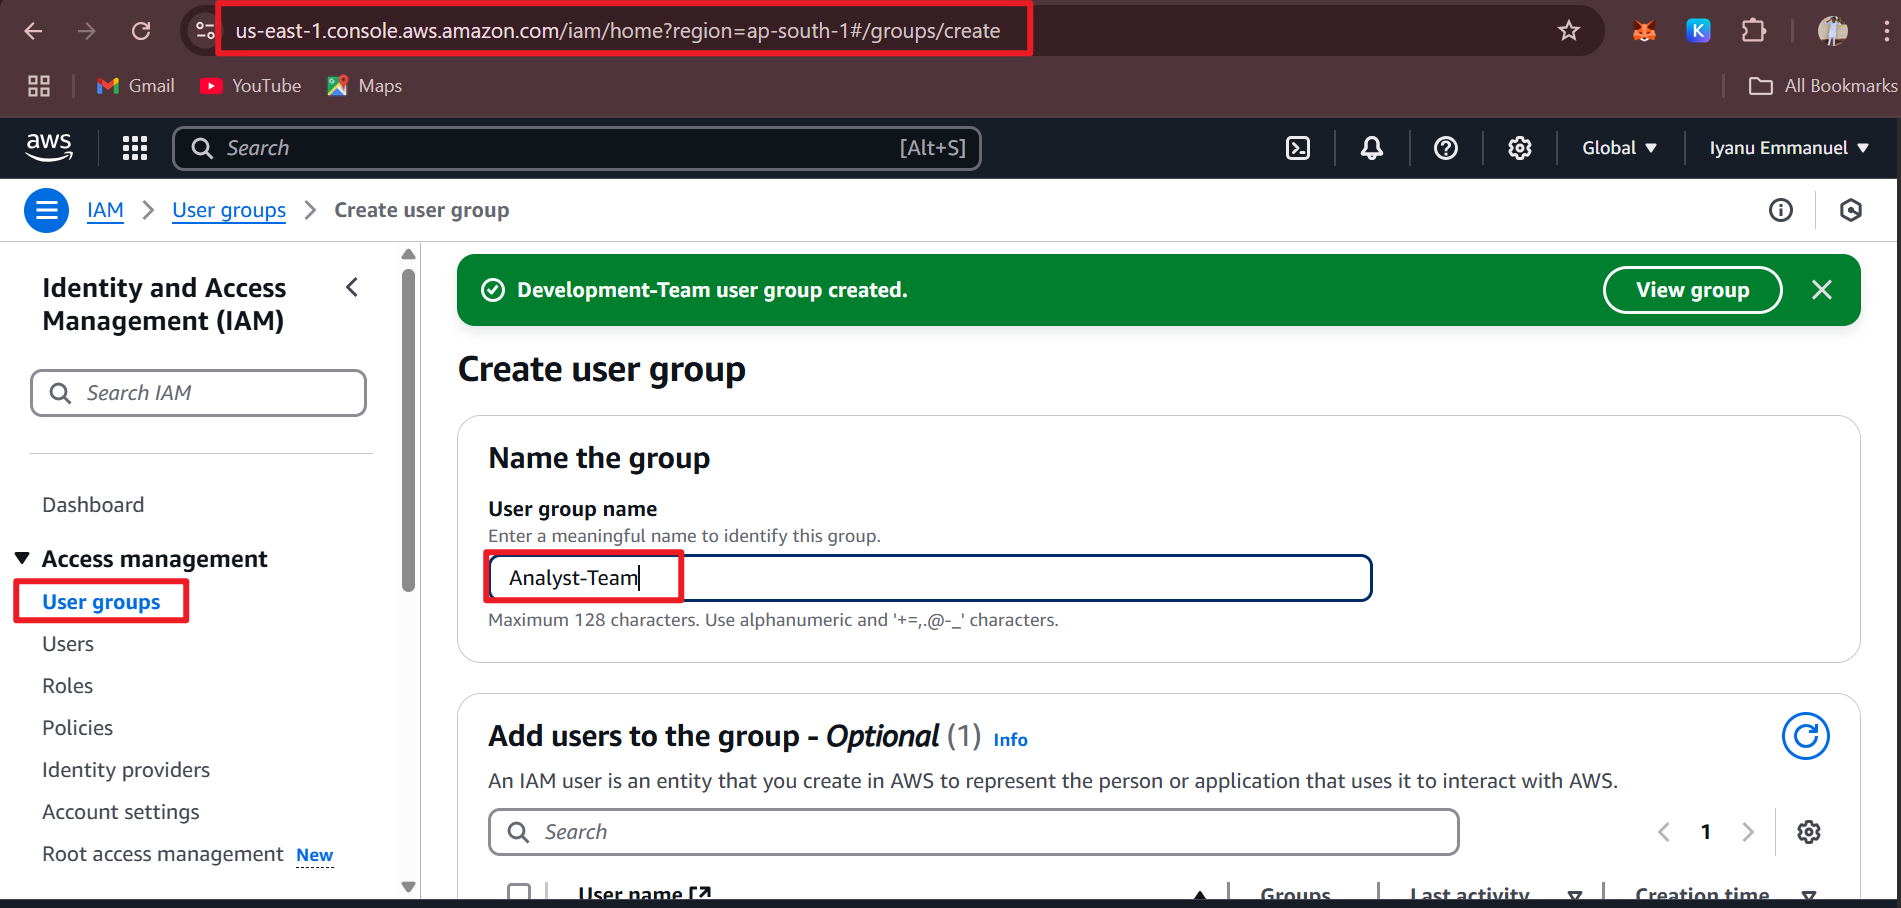 us-east-1.console.aws.amazon.com/iam/home?region=ap-south-1#/groups/create
K
Gmail
YouTube
Maps
All Bookmarks
aws
Search
[Alt+S]
Global
Iyanu Emmanuel
IAM
User groups
Create user group
Identity and Access
Management (IAM)
Search IAM
Dashboard
Access management
User groups
Users
Roles
Policies
Identity providers
Account settings
Root access management New
Development-Team user group created.
View group
Create user group
Name the group
User group name
Enter a meaningful name to identify this group.
Analyst-Team
Maximum 128 characters. Use alphanumeric and '+=,.@-_' characters.
Add users to the group - Optional (1) Info
An IAM user is an entity that you create in AWS to represent the person or application that uses it to interact with AWS.
Search
1
User name
Groups
Last activity
Creation time